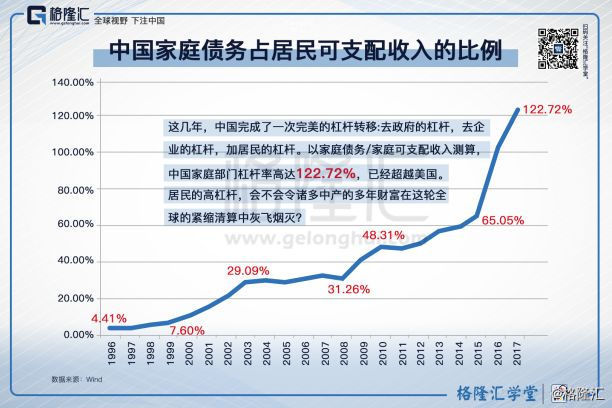 格隆汇
www.gelonghui.com
全球视野 下注中国
扫码关注
格隆汇学堂
中国家庭债务占居民可支配收入的比例
140.00%
120.00%
100.00%
80.00%
60.00%
40.00%
20.00%
0.00%
这几年，中国完成了一次完美的杠杆转移:去政府的杠杆，去企
业的杠杆，加居民的杠杆。以家庭债务/家庭可支配收入测算，
中国家庭部门杠杆率高达122.72%，已经超越美国。
居民的高杠杆，会不会令诸多中产的多年财富在这轮全
球的紧缩清算中灰飞烟灭?
格隆汇
www.gelonghui.com
4.41%
7.60%
29.09%
31.26%
48.31%
65.05%
122.72%
1996 1997 1998 1999 2000 2001 2002 2003 2004 2005 2006 2007 2008 2009 2010 2011 2012 2013 2014 2015 2016 2017
数据来源：Wind
格隆汇学堂
@格隆汇